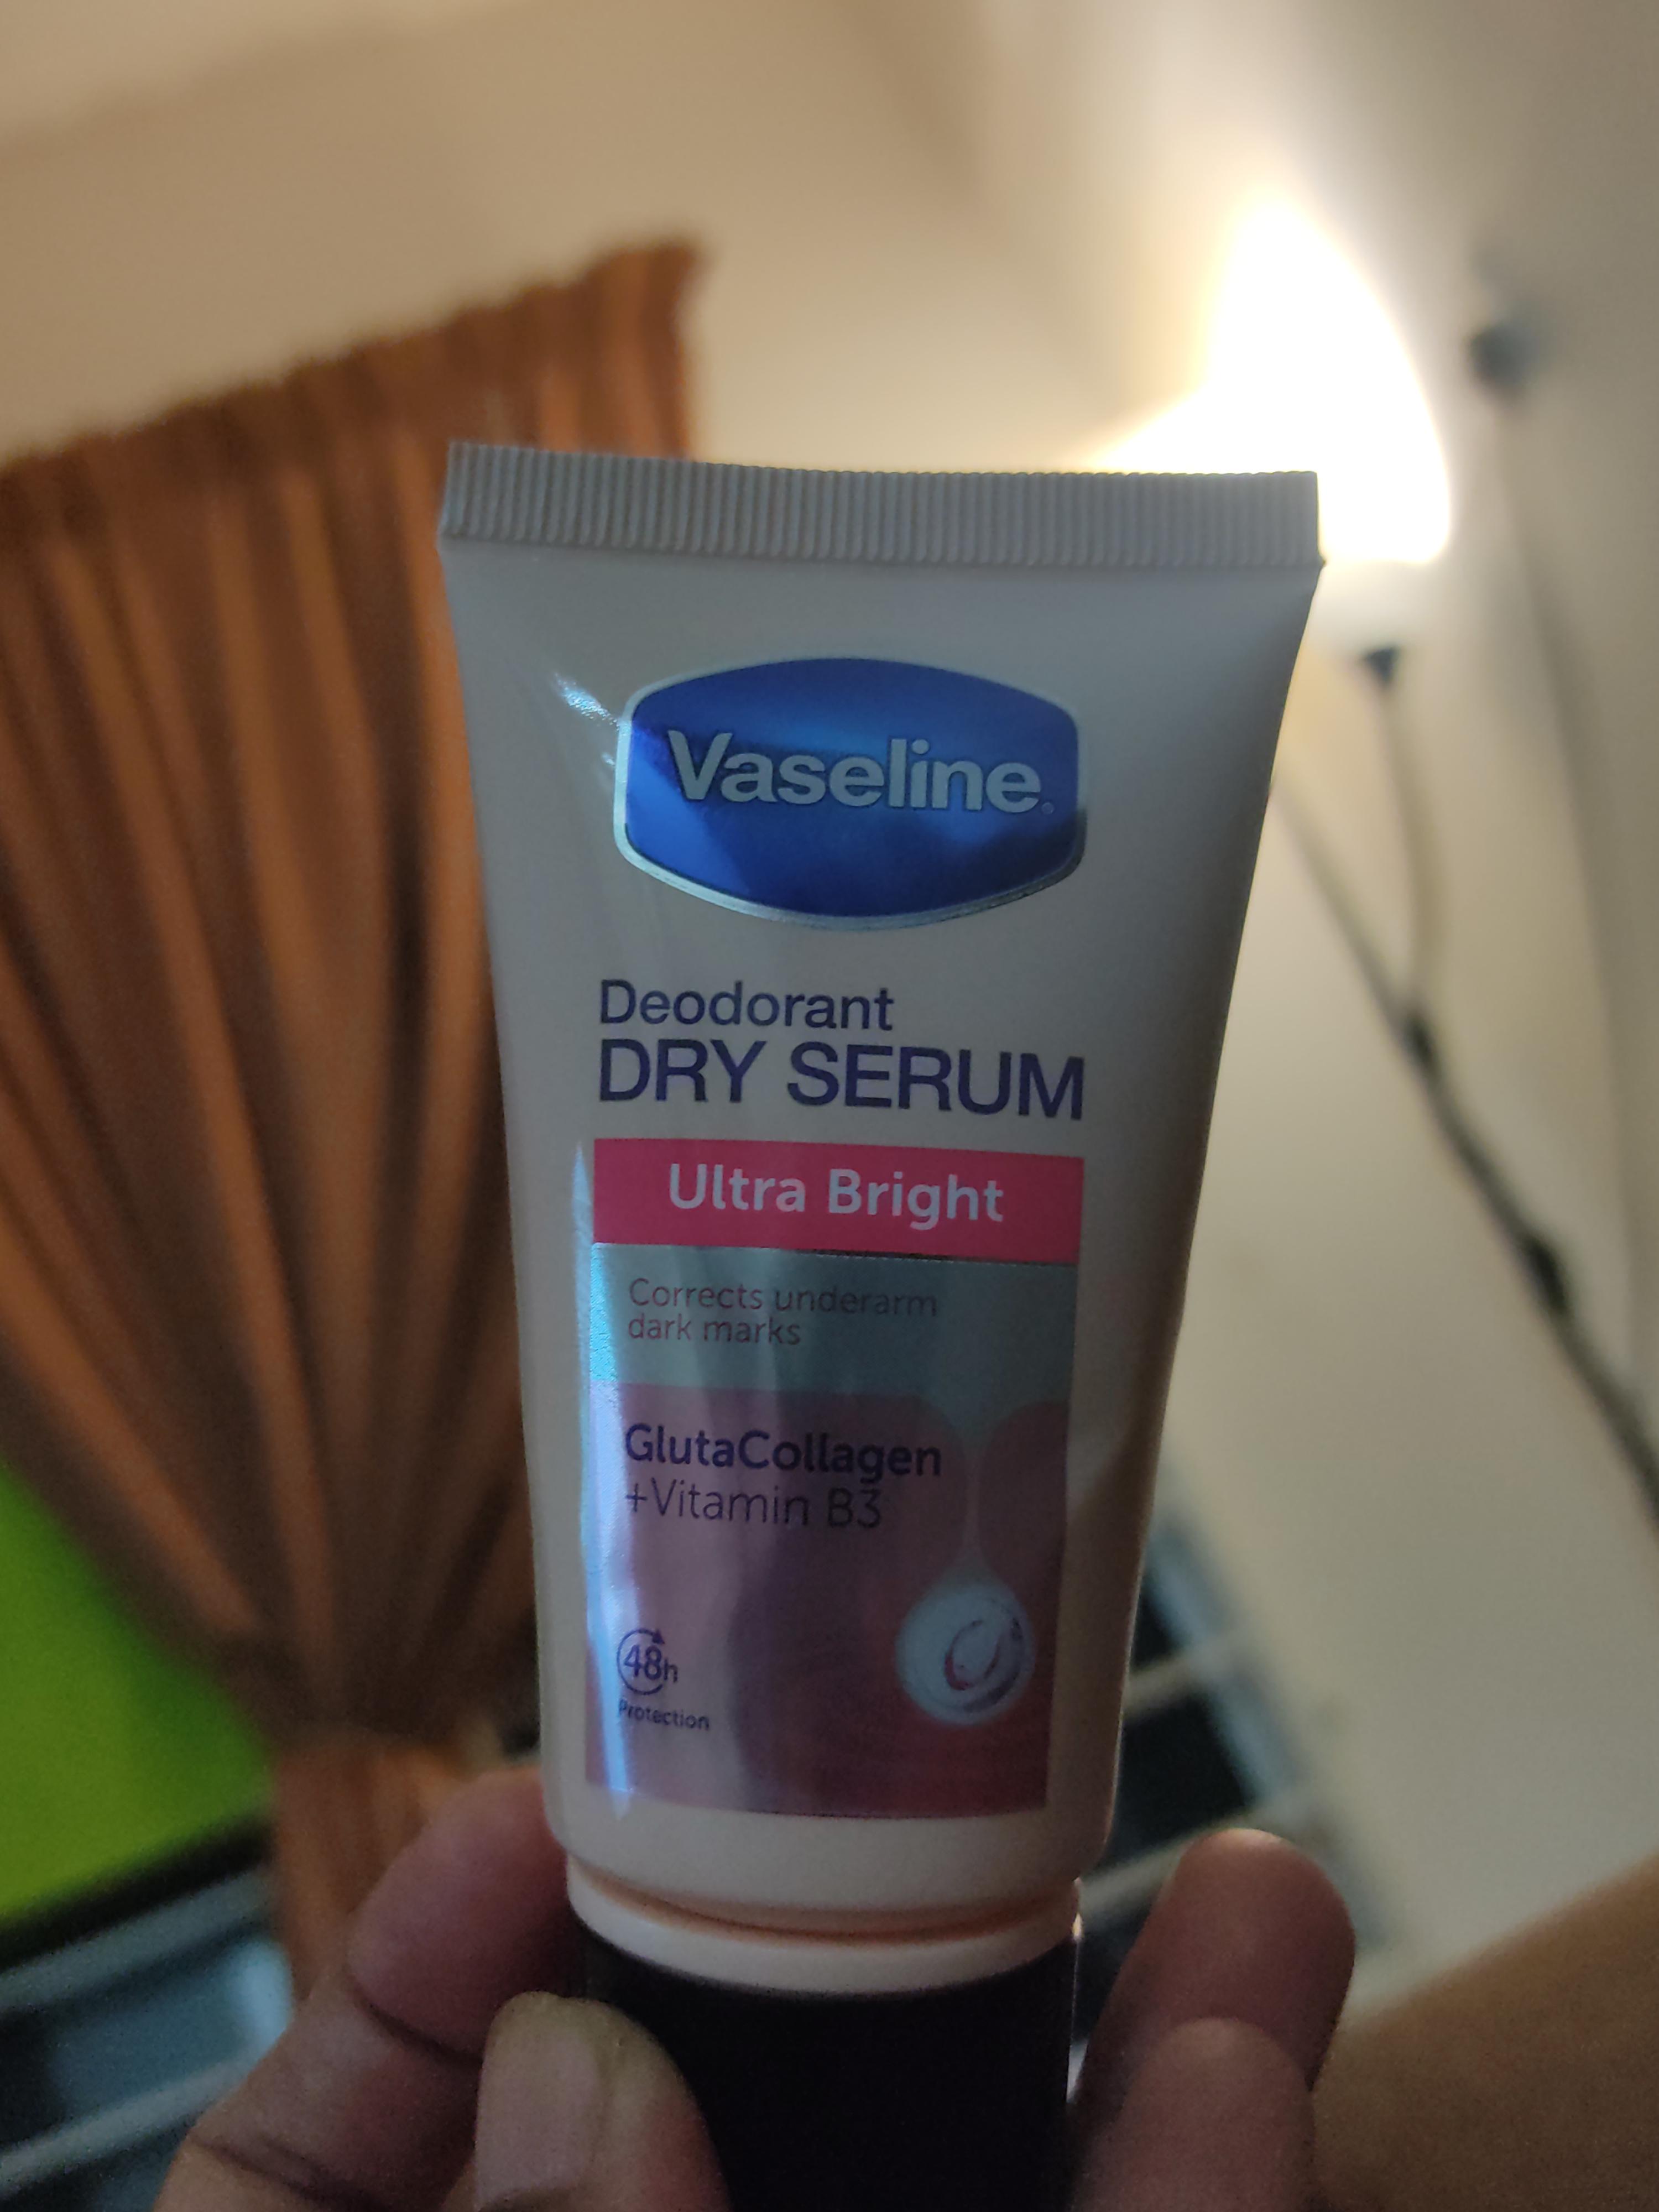 Vaseline®
Deodorant
DRY SERUM
Ultra Bright
Corrects underarm
dark marks
GlutaCollagen
+Vitamin B3
48h
Protection